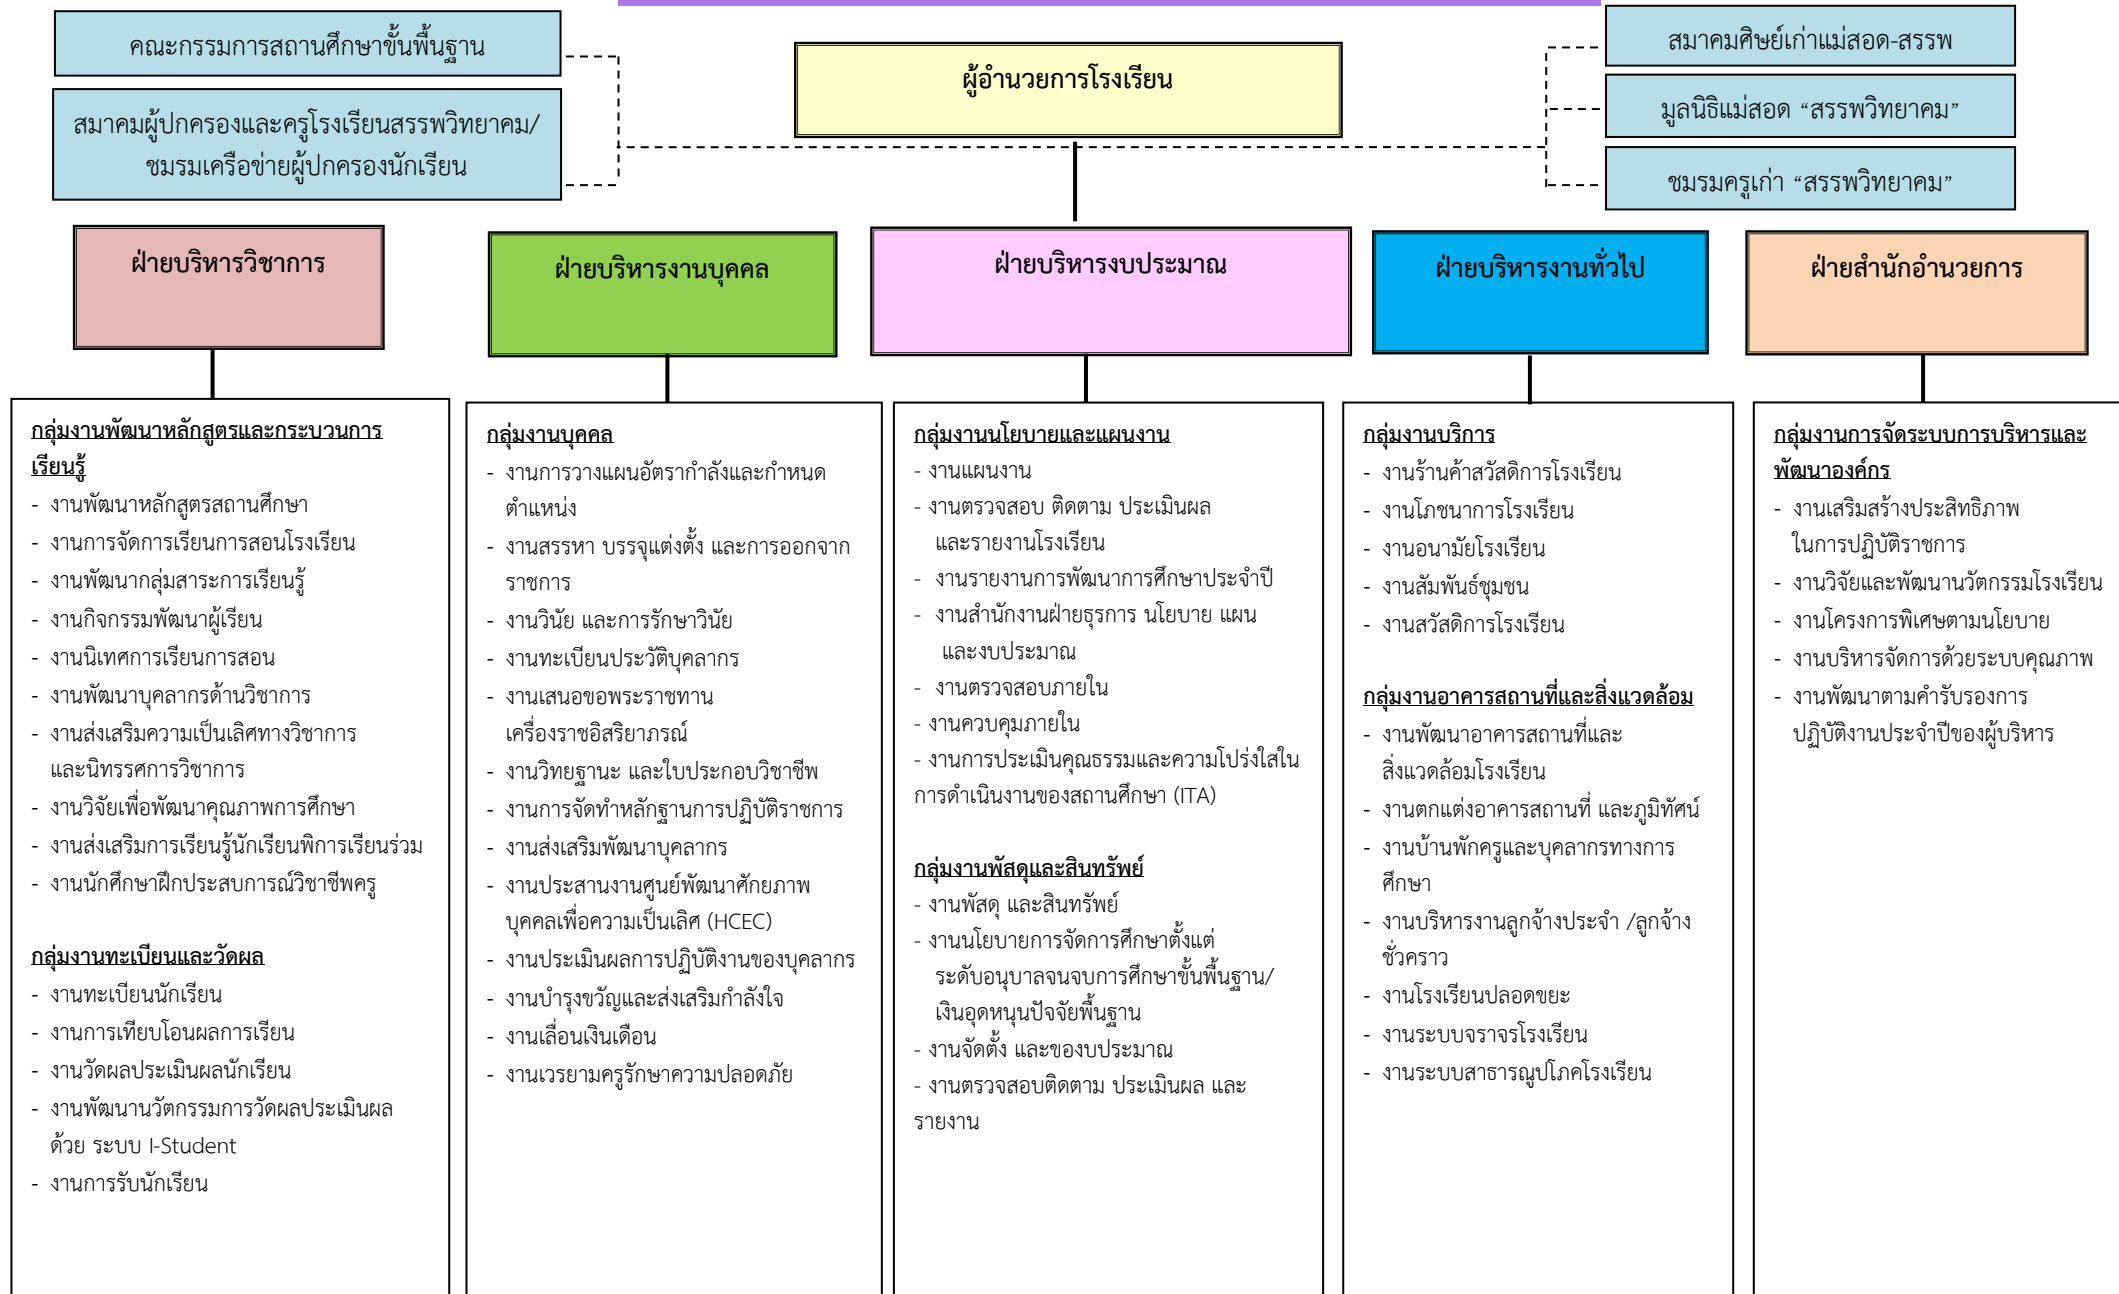 คณะกรรมการสถานศึกษาขั้นพื้นฐาน
สมาคมผู้ปกครองและครูโรงเรียนสรรพวิทยาคม/
ชมรมเครือข่ายผู้ปกครองนักเรียน
ผู้อำนวยการโรงเรียน
สมาคมศิษย์เก่าแม่สอด-สรรพ
มูลนิธิแม่สอด “สรรพวิทยาคม”
ชมรมครูเก่า “สรรพวิทยาคม”
ฝ่ายบริหารวิชาการ
กลุ่มงานพัฒนาหลักสูตรและกระบวนการ
เรียนรู้
- งานพัฒนาหลักสูตรสถานศึกษา
- งานการจัดการเรียนการสอนโรงเรียน
- งานพัฒนากลุ่มสาระการเรียนรู้
- งานกิจกรรมพัฒนาผู้เรียน
- งานนิเทศการเรียนการสอน
- งานพัฒนาบุคลากรด้านวิชาการ
- งานส่งเสริมความเป็นเลิศทางวิชาการ
และนิทรรศการวิชาการ
- งานวิจัยเพื่อพัฒนาคุณภาพการศึกษา
- งานส่งเสริมการเรียนรู้นักเรียนพิการเรียนร่วม
- งานนักศึกษาฝึกประสบการณ์วิชาชีพครู
กลุ่มงานทะเบียนและวัดผล
- งานทะเบียนนักเรียน
- งานการเทียบโอนผลการเรียน
- งานวัดผลประเมินผลนักเรียน
- งานพัฒนานวัตกรรมการวัดผลประเมินผล
ด้วย ระบบ I-Student
- งานการรับนักเรียน
ฝ่ายบริหารงานบุคคล
กลุ่มงานบุคคล
- งานการวางแผนอัตรากำลังและกำหนด
ตำแหน่ง
- งานสรรหา บรรจุแต่งตั้ง และการออกจาก
ราชการ
- งานวินัย และการรักษาวินัย
- งานทะเบียนประวัติบุคลากร
- งานเสนอขอพระราชทาน
เครื่องราชอิสริยาภรณ์
- งานวิทยฐานะ และใบประกอบวิชาชีพ
- งานการจัดทำหลักฐานการปฏิบัติราชการ
- งานส่งเสริมพัฒนาบุคลากร
- งานประสานงานศูนย์พัฒนาศักยภาพ
บุคคลเพื่อความเป็นเลิศ (HCEC)
- งานประเมินผลการปฏิบัติงานของบุคลากร
- งานบำรุงขวัญและส่งเสริมกำลังใจ
- งานเลื่อนเงินเดือน
- งานเวรยามครูรักษาความปลอดภัย
ฝ่ายบริหารงบประมาณ
กลุ่มงานนโยบายและแผนงาน
- งานแผนงาน
- งานตรวจสอบ ติดตาม ประเมินผล
และรายงานโรงเรียน
- งานรายงานการพัฒนาการศึกษาประจำปี
- งานสำนักงานฝ่ายธุรการ นโยบาย แผน
และงบประมาณ
- งานตรวจสอบภายใน
- งานควบคุมภายใน
- งานการประเมินคุณธรรมและความโปร่งใสใน
การดำเนินงานของสถานศึกษา (ITA)
กลุ่มงานพัสดุและสินทรัพย์
- งานพัสดุ และสินทรัพย์
- งานนโยบายการจัดการศึกษาตั้งแต่
ระดับอนุบาลจนจบการศึกษาขั้นพื้นฐาน/
เงินอุดหนุนปัจจัยพื้นฐาน
- งานจัดตั้ง และของบประมาณ
- งานตรวจสอบติดตาม ประเมินผล และ
รายงาน
ฝ่ายบริหารงานทั่วไป
กลุ่มงานบริการ
- งานร้านค้าสวัสดิการโรงเรียน
- งานโภชนาการโรงเรียน
- งานอนามัยโรงเรียน
- งานสัมพันธ์ชุมชน
- งานสวัสดิการโรงเรียน
กลุ่มงานอาคารสถานที่และสิ่งแวดล้อม
- งานพัฒนาอาคารสถานที่และ
สิ่งแวดล้อมโรงเรียน
- งานตกแต่งอาคารสถานที่ และภูมิทัศน์
- งานบ้านพักครูและบุคลากรทางการ
ศึกษา
- งานบริหารงานลูกจ้างประจำ /ลูกจ้าง
ชั่วคราว
- งานโรงเรียนปลอดขยะ
- งานระบบจราจรโรงเรียน
- งานระบบสาธารณูปโภคโรงเรียน
ฝ่ายสำนักอำนวยการ
กลุ่มงานการจัดระบบการบริหารและ
พัฒนาองค์กร
- งานเสริมสร้างประสิทธิภาพ
ในการปฏิบัติราชการ
- งานวิจัยและพัฒนานวัตกรรมโรงเรียน
- งานโครงการพิเศษตามนโยบาย
- งานบริหารจัดการด้วยระบบคุณภาพ
- งานพัฒนาตามคำรับรองการ
ปฏิบัติงานประจำปีของผู้บริหาร